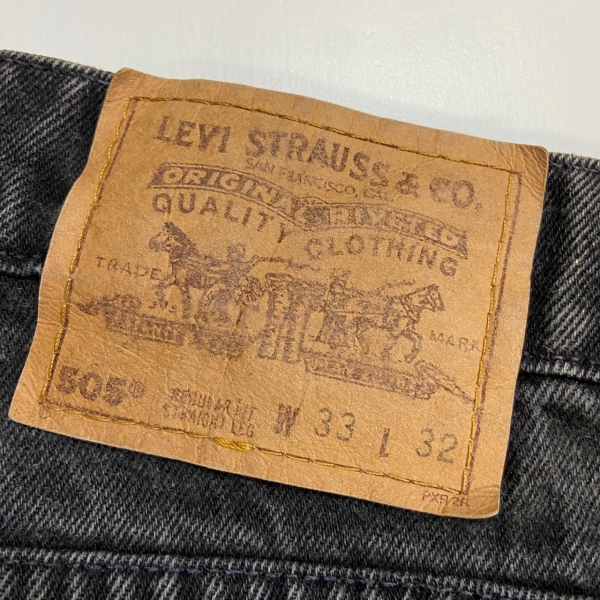 LEVI STRAUSS & CO.
SAN FRANCISCO, CAL.
ORIGINAL RIVETED
QUALITY CLOTHING
TRADE MARK
505®
REGULAR FIT
STRAIGHT LEG
W 33 L 32